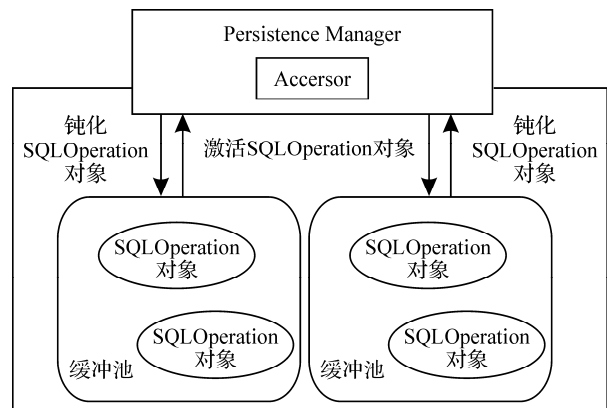 Persistence Manager
Accersor
钝化
SQLOperation
对象
激活SQLOperation对象
钝化
SQLOperation
对象
SQLOperation
对象
SQLOperation
对象
缓冲池
SQLOperation
对象
SQLOperation
对象
缓冲池